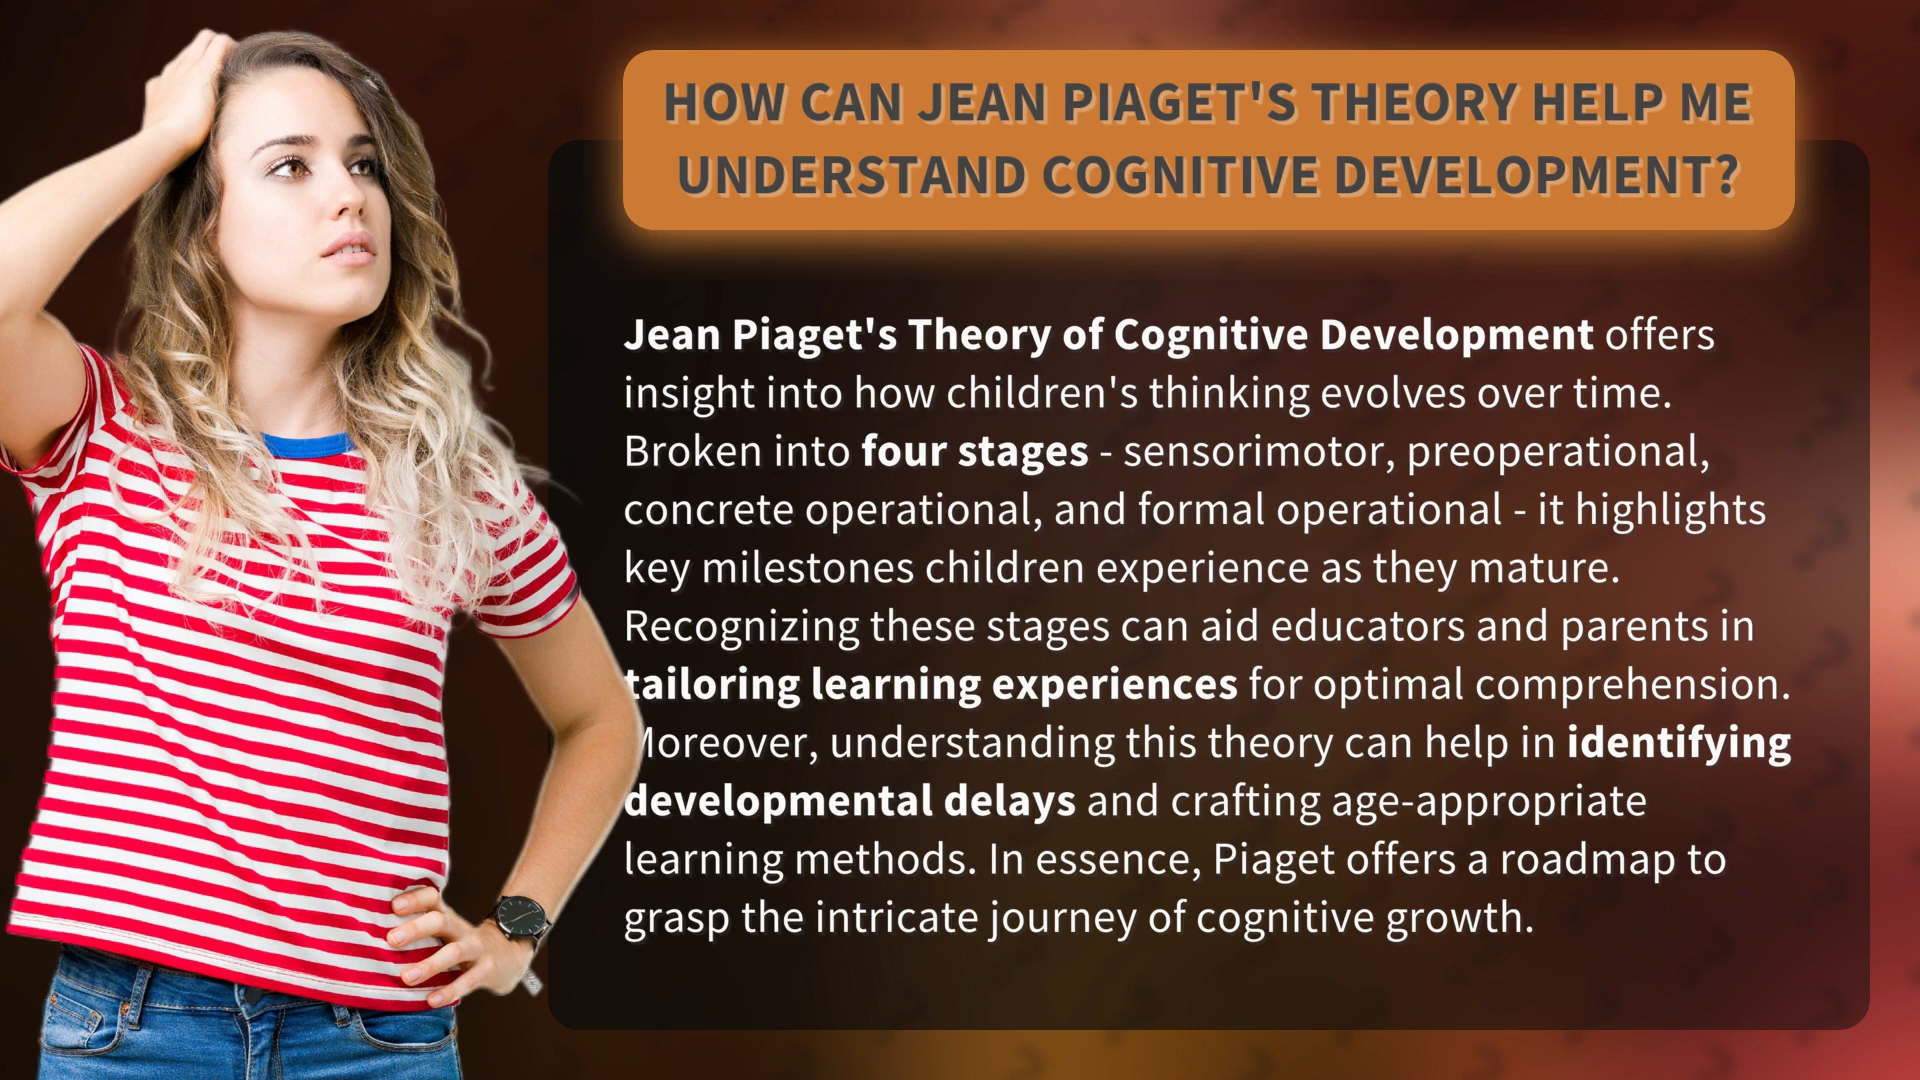 HOW CAN JEAN PIAGET'S THEORY HELP ME
UNDERSTAND COGNITIVE DEVELOPMENT?
Jean Piaget's Theory of Cognitive Development offers
insight into how children's thinking evolves over time.
Broken into four stages - sensorimotor, preoperational,
concrete operational, and formal operational - it highlights
key milestones children experience as they mature.
Recognizing these stages can aid educators and parents in
tailoring learning experiences for optimal comprehension.
Moreover, understanding this theory can help in identifying
developmental delays and crafting age-appropriate
learning methods. In essence, Piaget offers a roadmap to
grasp the intricate journey of cognitive growth.